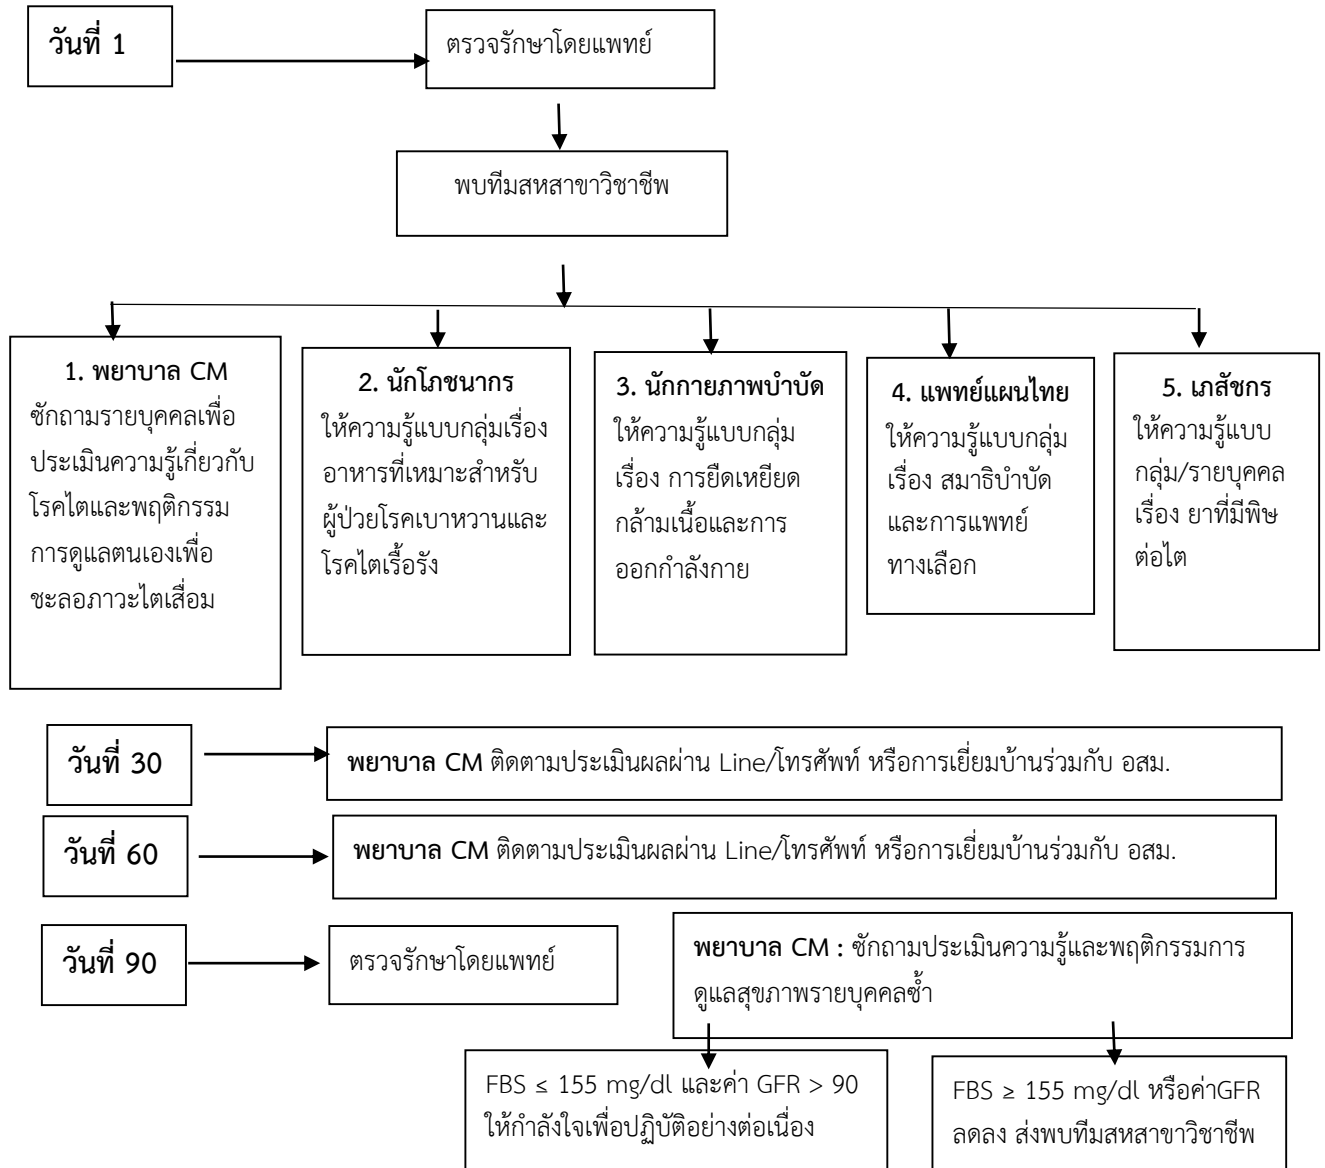 วันที่ 1
ตรวจรักษาโดยแพทย์
พบทีมสหสาขาวิชาชีพ
1. พยาบาล CM
ซักถามรายบุคคลเพื่อ
ประเมินความรู้เกี่ยวกับ
โรคไตและพฤติกรรม
การดูแลตนเองเพื่อ
ชะลอภาวะไตเสื่อม
2. นักโภชนากร
ให้ความรู้แบบกลุ่มเรื่อง
อาหารที่เหมาะสำหรับ
ผู้ป่วยโรคเบาหวานและ
โรคไตเรื้อรัง
3. นักกายภาพบำบัด
ให้ความรู้แบบกลุ่ม
เรื่อง การยืดเหยียด
กล้ามเนื้อและการ
ออกกำลังกาย
4. แพทย์แผนไทย
ให้ความรู้แบบกลุ่ม
เรื่อง สมาธิบำบัด
และการแพทย์
ทางเลือก
5. เภสัชกร
ให้ความรู้แบบ
กลุ่ม/รายบุคคล
เรื่อง ยาที่มีพิษ
ต่อไต
วันที่ 30
พยาบาล CM ติดตามประเมินผลผ่าน Line/โทรศัพท์ หรือการเยี่ยมบ้านร่วมกับ อสม.
วันที่ 60
พยาบาล CM ติดตามประเมินผลผ่าน Line/โทรศัพท์ หรือการเยี่ยมบ้านร่วมกับ อสม.
วันที่ 90
ตรวจรักษาโดยแพทย์
พยาบาล CM : ซักถามประเมินความรู้และพฤติกรรมการ
ดูแลสุขภาพรายบุคคลซ้ำ
FBS ≤ 155 mg/dl และค่า GFR > 90
ให้กำลังใจเพื่อปฏิบัติอย่างต่อเนื่อง
FBS ≥ 155 mg/dl หรือค่าGFR
ลดลง ส่งพบทีมสหสาขาวิชาชีพ